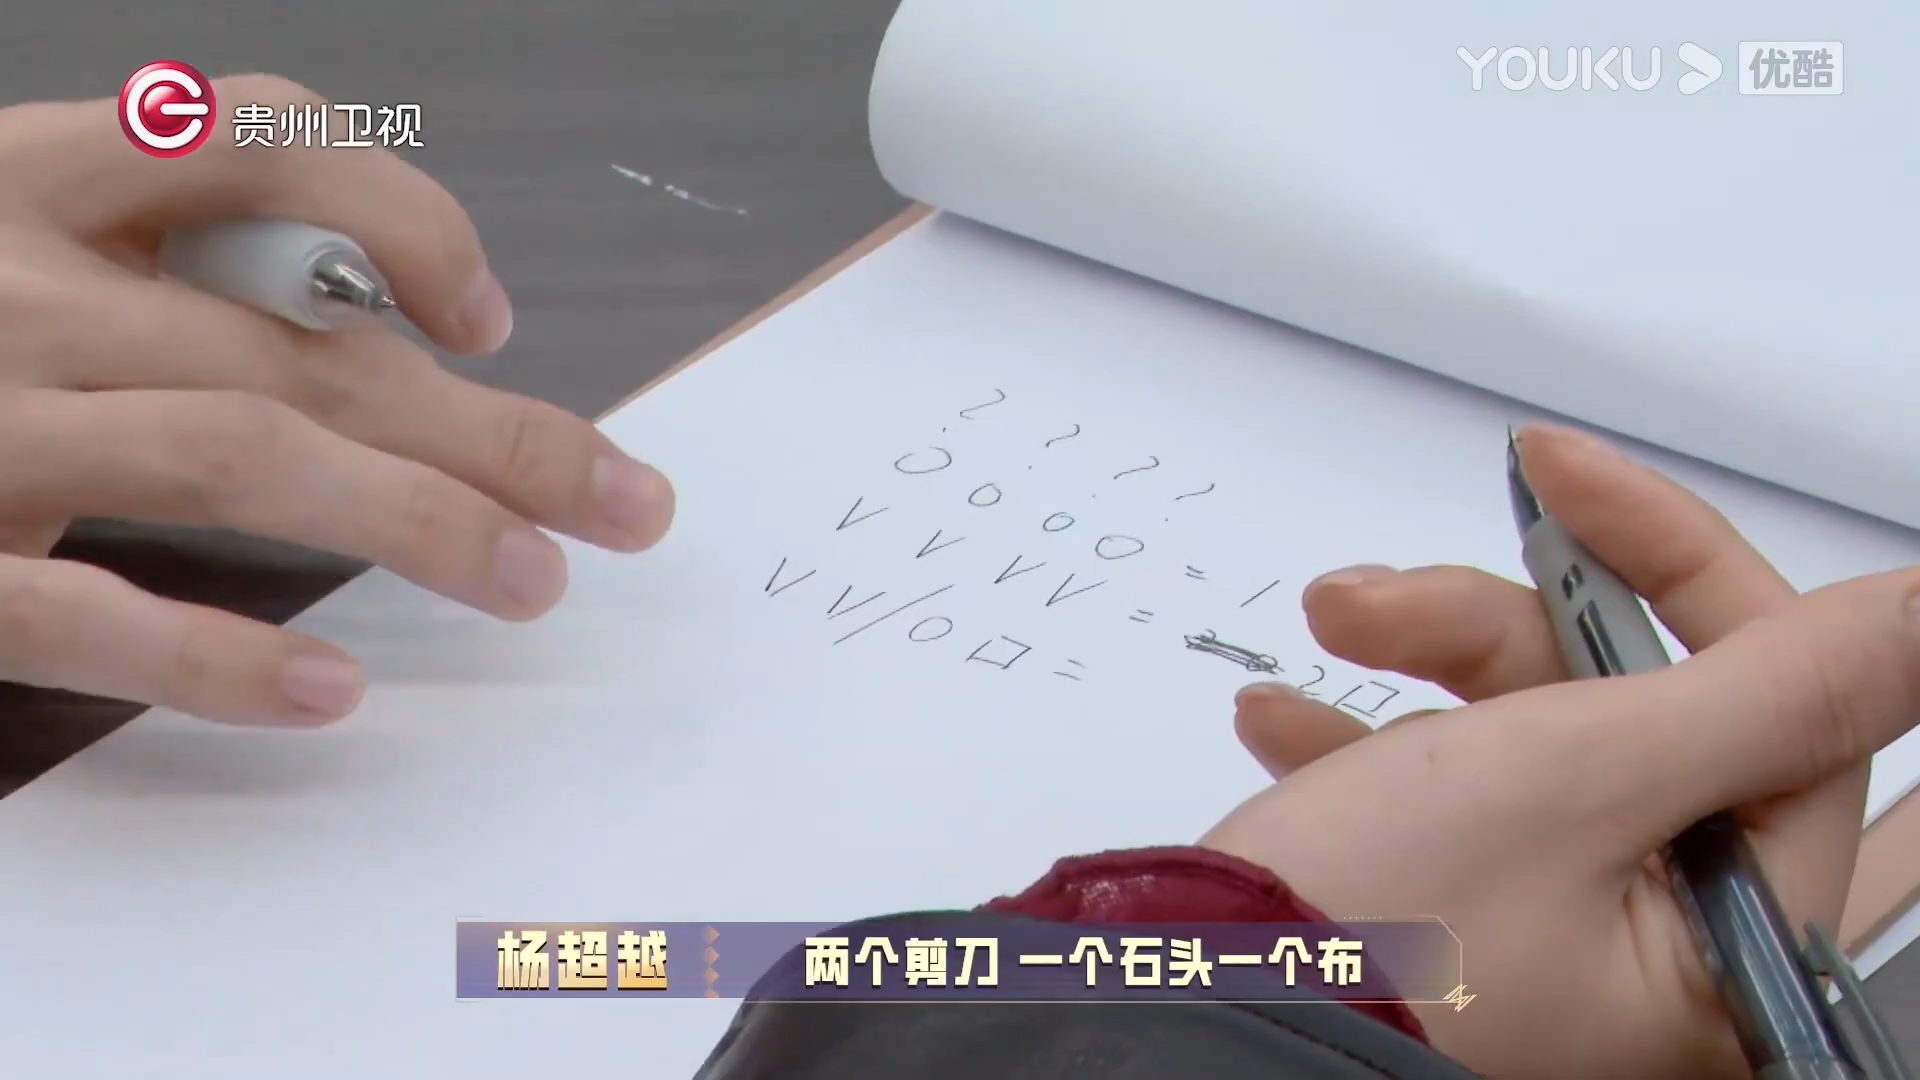 贵州卫视
YOUKU 优酷
? ? ? ?
O O O O = 1
V V V V = 2口
V V / O 口 =
杨超越 两个剪刀 一个石头一个布